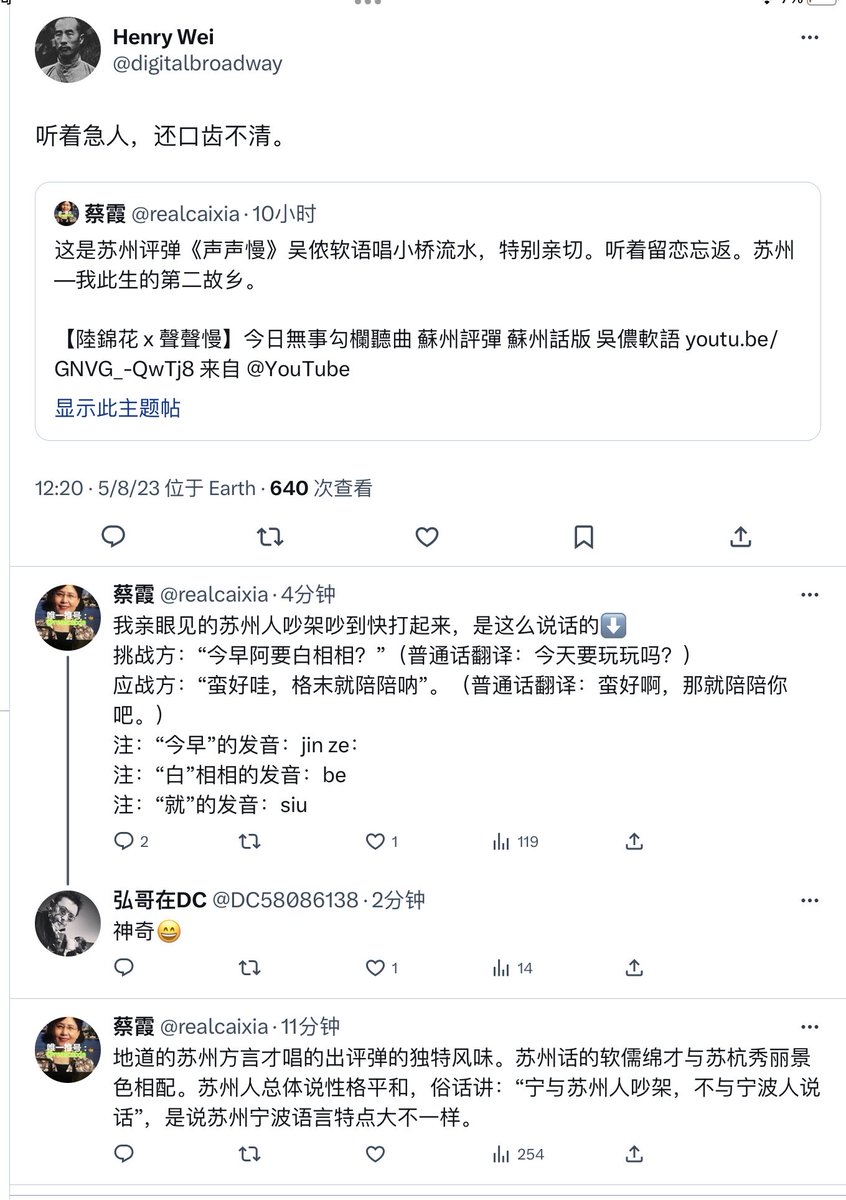 7%
Henry Wei
@digitalbroadway
听着急人，还口齿不清。
蔡霞 @realcaixia · 10小时
这是苏州评弹《声声慢》吴侬软语唱小桥流水，特别亲切。听着留恋忘返。苏州
—我此生的第二故乡。
【陸錦花 x 聲聲慢】今日無事勾欄聽曲 蘇州評彈 蘇州話版 吳儂軟語 youtu.be/
GNVG_-QwTj8 来自 @YouTube
显示此主题帖
12:20 · 5/8/23 位于 Earth · 640 次查看
蔡霞 @realcaixia · 4分钟
我亲眼见的苏州人吵架吵到快打起来，是这么说话的⬇️
挑战方：“今早阿要白相相？”（普通话翻译：今天要玩玩吗？）
应战方：“蛮好哇，格末就陪陪呐”。（普通话翻译：蛮好啊，那就陪陪你
吧。）
注：“今早”的发音：jin ze：
注：“白”相相的发音：be
注：“就”的发音：siu
2 1 119
弘哥在DC @DC58086138 · 2分钟
神奇😄
1 14
蔡霞 @realcaixia · 11分钟
地道的苏州方言才唱的出评弹的独特风味。苏州话的软儒绵才与苏杭秀丽景
色相配。苏州人总体说性格平和，俗话讲：“宁与苏州人吵架，不与宁波人说
话”，是说苏州宁波语言特点大不一样。
254